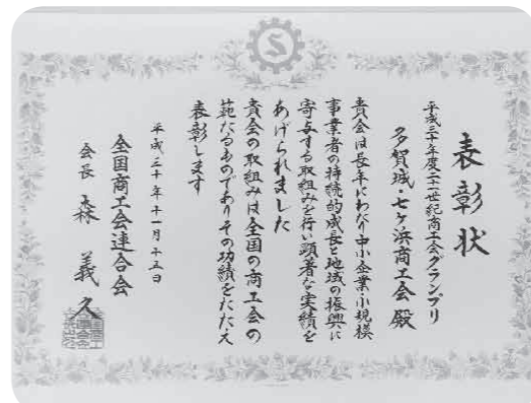 表彰状
平成三十年度二十一世紀商工会グランプリ
多賀城・七ヶ浜商工会殿
貴会は長年にわたり中小企業・小規模
事業者の持続的成長と地域の振興に
寄与する取組みを行い顕著な実績を
あげられました
貴会の取組みは全国の商工会の
範たるものでありその功績をたたえ
表彰します
平成三十年十一月十五日
全国商工会連合会
会長 森義久